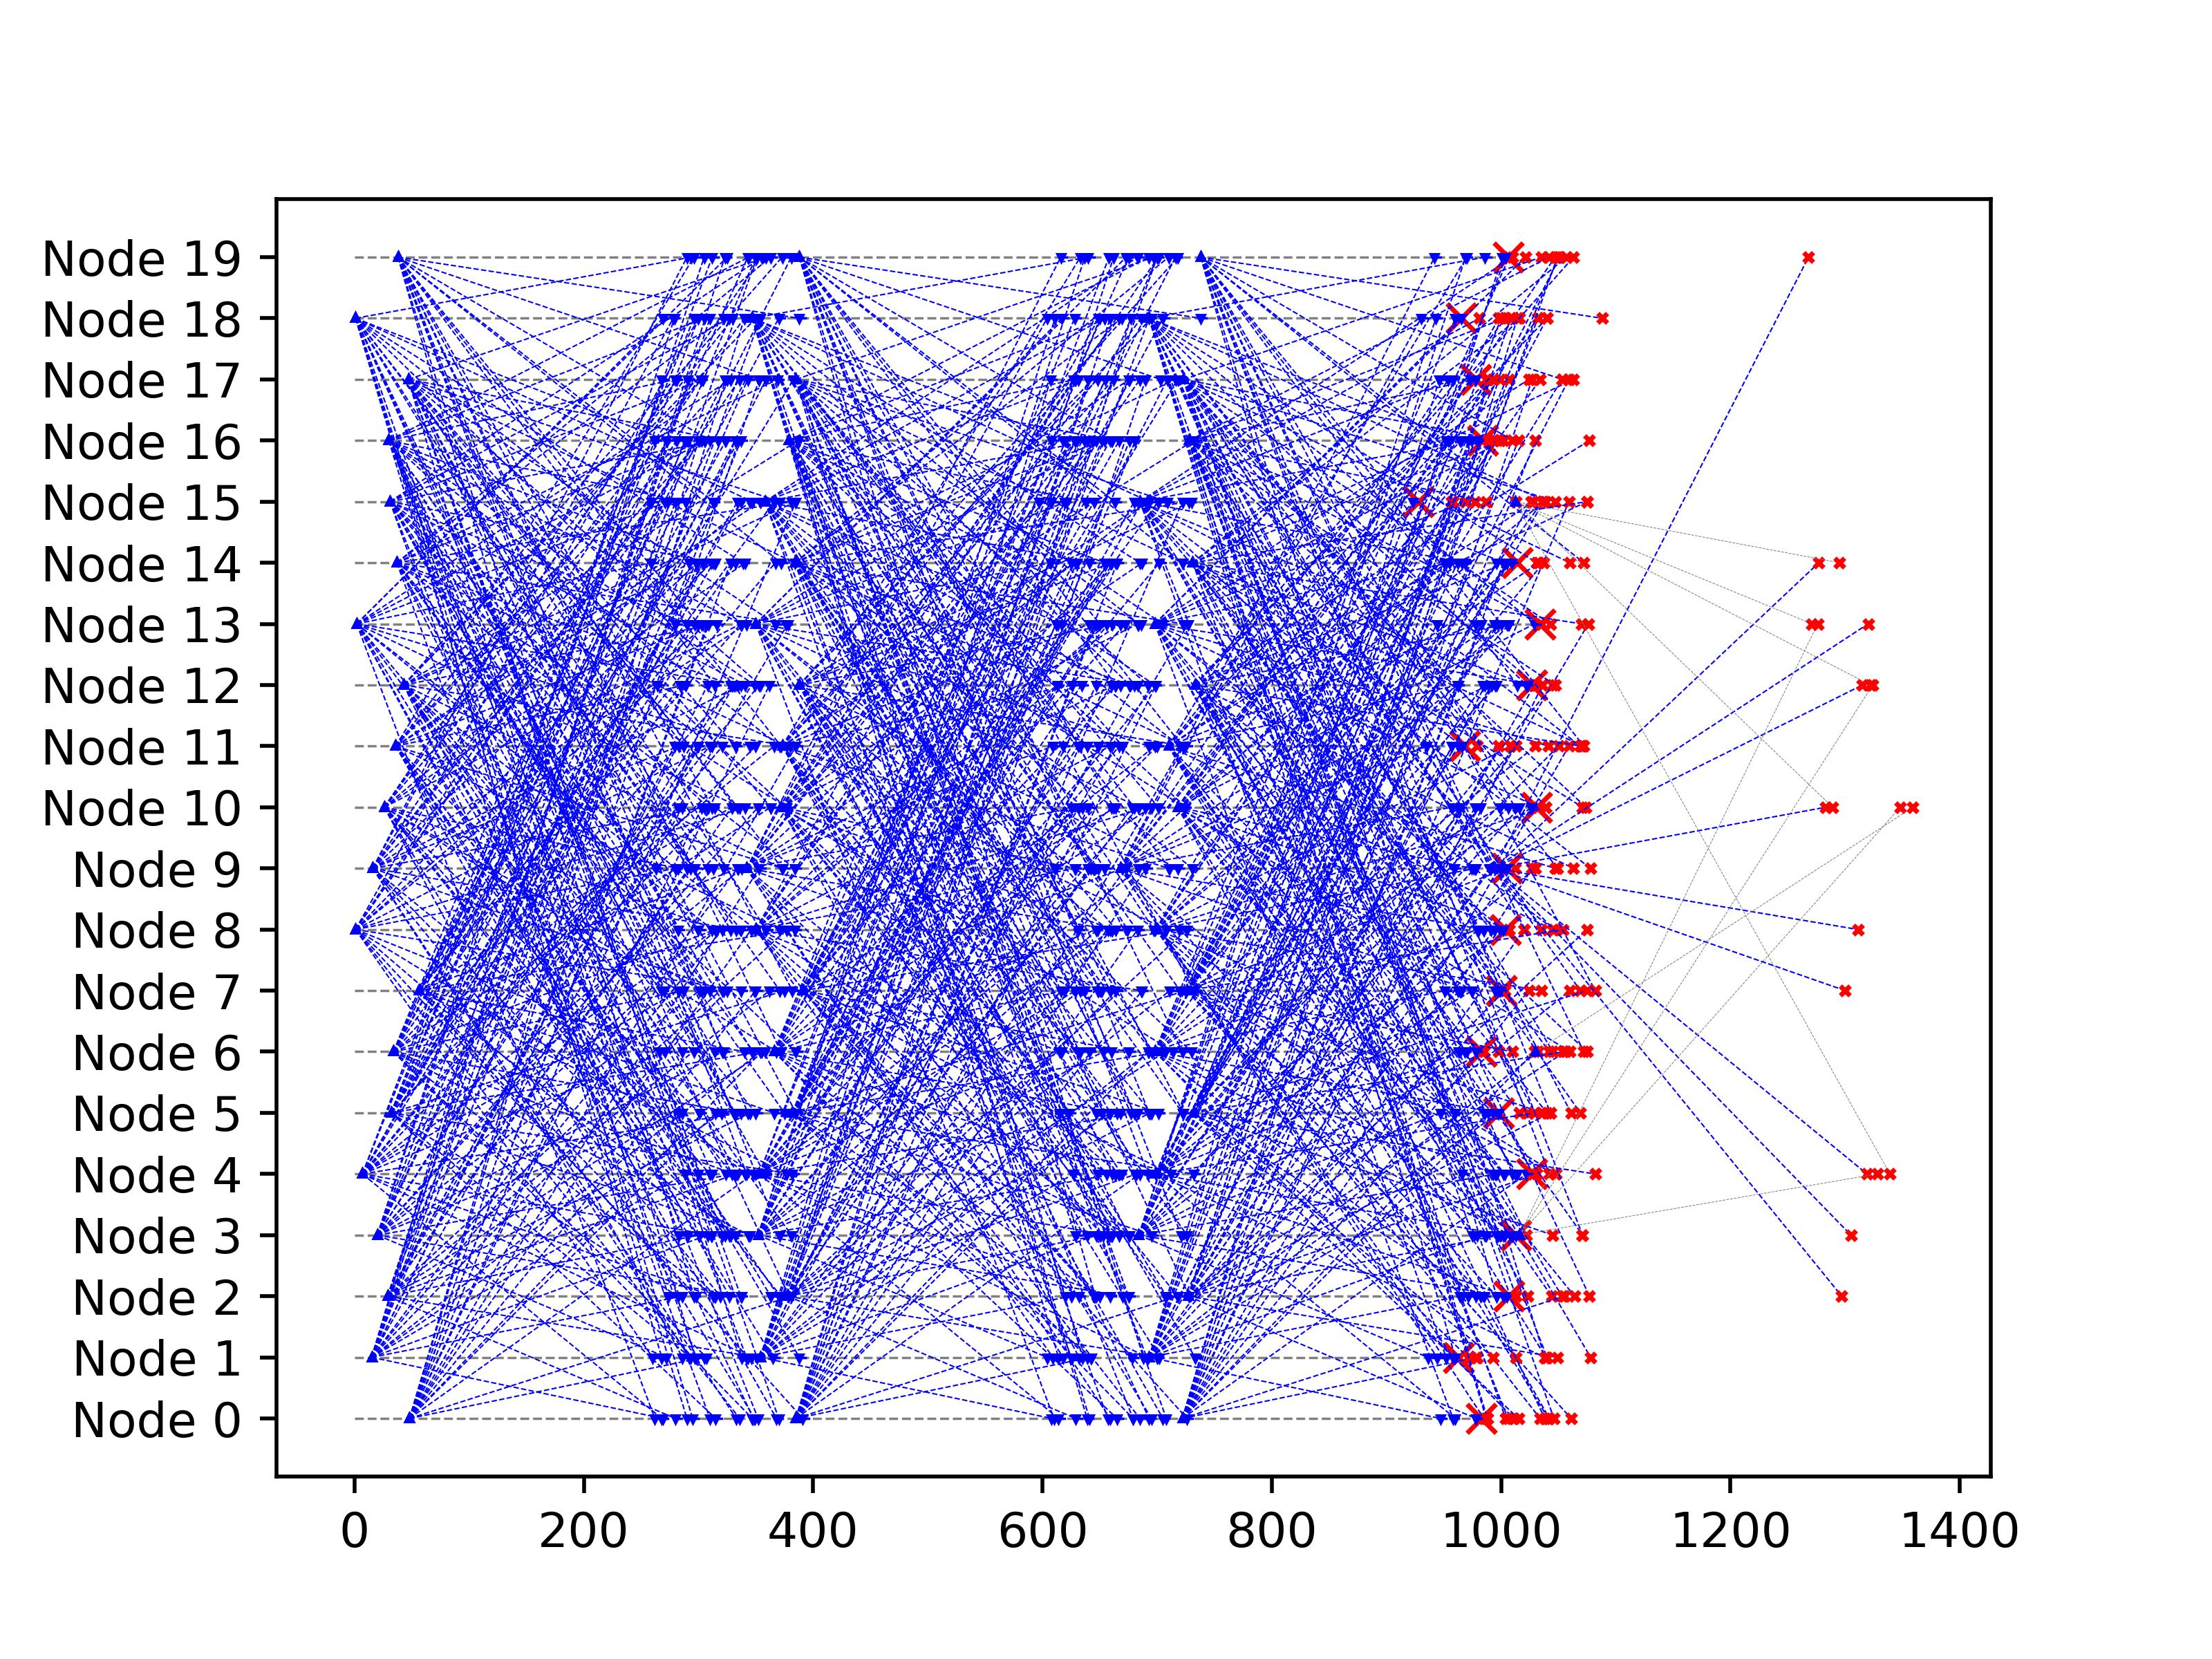 Node 19
Node 18
Node 17
Node 16
Node 15
Node 14
Node 13
Node 12
Node 11
Node 10
Node 9
Node 8
Node 7
Node 6
Node 5
Node 4
Node 3
Node 2
Node 1
Node 0
0 200 400 600 800 1000 1200 1400